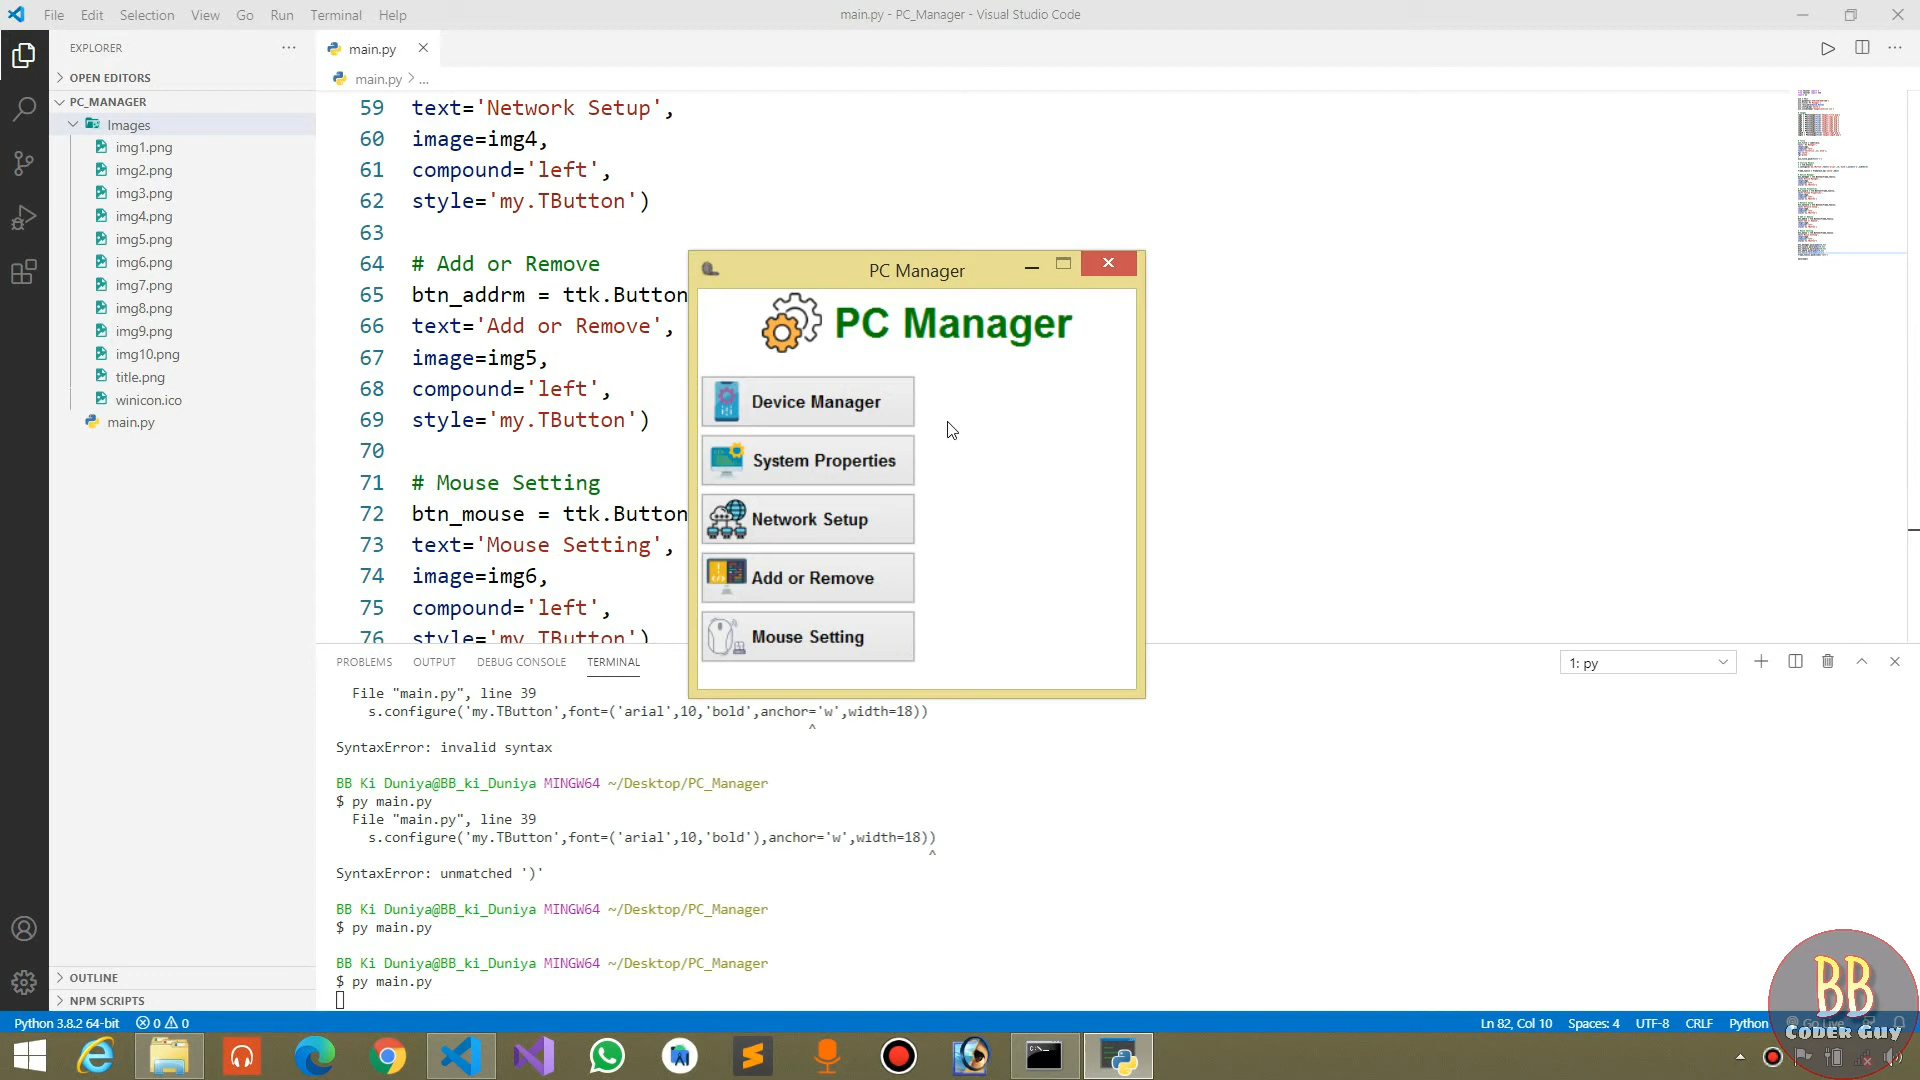 File Edit Selection View Go Run Terminal Help
main.py - PC_Manager - Visual Studio Code
EXPLORER
OPEN EDITORS
PC_MANAGER
Images
img1.png
img2.png
img3.png
img4.png
img5.png
img6.png
img7.png
img8.png
img9.png
img10.png
title.png
winicon.ico
main.py
OUTLINE
NPM SCRIPTS
main.py
main.py > ...
59 text='Network Setup',
60 image=img4,
61 compound='left',
62 style='my.TButton')
63
64 # Add or Remove
65 btn_addrm = ttk.Button
66 text='Add or Remove',
67 image=img5,
68 compound='left',
69 style='my.TButton')
70
71 # Mouse Setting
72 btn_mouse = ttk.Button
73 text='Mouse Setting',
74 image=img6,
75 compound='left',
76 style='my.TButton')
PC Manager
PC Manager
Device Manager
System Properties
Network Setup
Add or Remove
Mouse Setting
PROBLEMS OUTPUT DEBUG CONSOLE TERMINAL
1: py
File "main.py", line 39
s.configure('my.TButton',font=('arial',10,'bold',anchor='w',width=18))
^
SyntaxError: invalid syntax
BB Ki Duniya@BB_ki_Duniya MINGW64 ~/Desktop/PC_Manager
$ py main.py
File "main.py", line 39
s.configure('my.TButton',font=('arial',10,'bold'),anchor='w',width=18))
^
SyntaxError: unmatched ')'
BB Ki Duniya@BB_ki_Duniya MINGW64 ~/Desktop/PC_Manager
$ py main.py
BB Ki Duniya@BB_ki_Duniya MINGW64 ~/Desktop/PC_Manager
$ py main.py
Python 3.8.2 64-bit 0 0
Ln 82, Col 10 Spaces: 4 UTF-8 CRLF Python Go Live
BB
CODER GUY